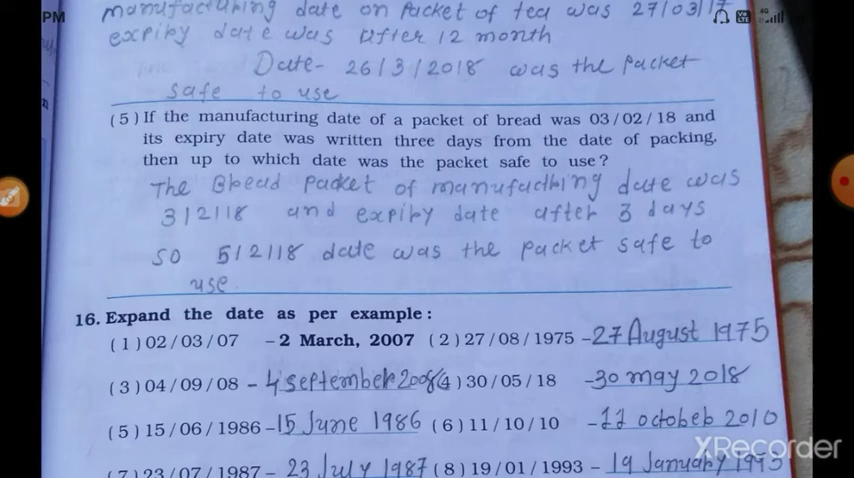 PM
manufacturing date on Packet of tea was 27/03/17
expiry date was after 12 month
Date- 26/3/2018 was the packet
safe to use
(5) If the manufacturing date of a packet of bread was 03/02/18 and
its expiry date was written three days from the date of packing,
then up to which date was the packet safe to use?
The Bread Packet of manufacthing date was
3/2/18 and expiry date after 3 days
so 5/2/18 date was the packet safe to
use.
16. Expand the date as per example :
(1) 02/03/07 - 2 March, 2007 (2) 27/08/1975 - 27 August 1975
(3) 04/09/08 - 4 september 2008 (4) 30/05/18 - 30 may 2018
(5) 15/06/1986 - 15 June 1986 (6) 11/10/10 - 11 octobeb 2010
(7) 23/07/1987 - 23 July 1987 (8) 19/01/1993 - 19 January 1993
XRecorder